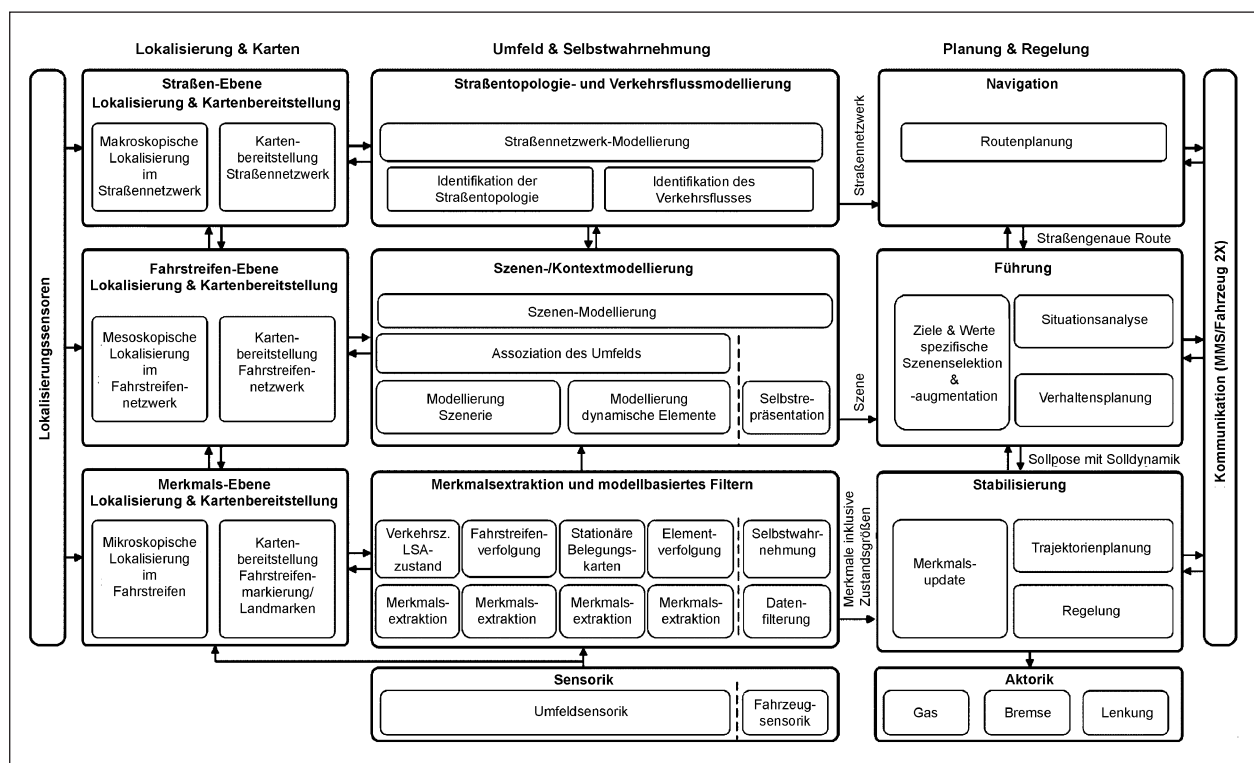 Lokalisierung & Karten
Umfeld & Selbstwahrnehmung
Planung & Regelung
Lokalisierungssensoren
Straßen-Ebene
Lokalisierung & Kartenbereitstellung
Makroskopische
Lokalisierung
im
Straßennetzwerk
Karten-
bereitstellung
Straßennetzwerk
Straßentopologie- und Verkehrsflussmodellierung
Straßennetzwerk-Modellierung
Identifikation der
Straßentopologie
Identifikation des
Verkehrsflusses
Straßennetzwerk
Navigation
Routenplanung
Straßengenaue Route
Fahrstreifen-Ebene
Lokalisierung & Kartenbereitstellung
Mesoskopische
Lokalisierung
im
Fahrstreifen-
netzwerk
Karten-
bereitstellung
Fahrstreifen-
netzwerk
Szenen-/Kontextmodellierung
Szenen-Modellierung
Assoziation des Umfelds
Modellierung
Szenerie
Modellierung
dynamische Elemente
Selbstre-
präsentation
Szene
Führung
Ziele & Werte
spezifische
Szenenselektion
&
-augmentation
Situationsanalyse
Verhaltensplanung
Sollpose mit Solldynamik
Merkmals-Ebene
Lokalisierung & Kartenbereitstellung
Mikroskopische
Lokalisierung
im
Fahrstreifen
Karten-
bereitstellung
Fahrstreifen-
markierung/
Landmarken
Merkmalsextraktion und modellbasiertes Filtern
Verkehrsz.
LSA-
zustand
Fahrstreifen-
verfolgung
Stationäre
Belegungs-
karten
Element-
verfolgung
Selbstwahr-
nehmung
Merkmals-
extraktion
Merkmals-
extraktion
Merkmals-
extraktion
Merkmals-
extraktion
Daten-
filterung
Merkmale inklusive
Zustandsgrößen
Stabilisierung
Merkmals-
update
Trajektorienplanung
Regelung
Sensorik
Umfeldsensorik
Fahrzeug-
sensorik
Aktorik
Gas
Bremse
Lenkung
Kommunikation (MMS/Fahrzeug 2X)